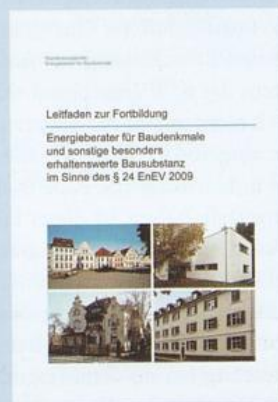 Leitfaden zur Fortbildung
Energieberater für Baudenkmale
und sonstige besonders
erhaltenswerte Bausubstanz
im Sinne des § 24 EnEV 2009